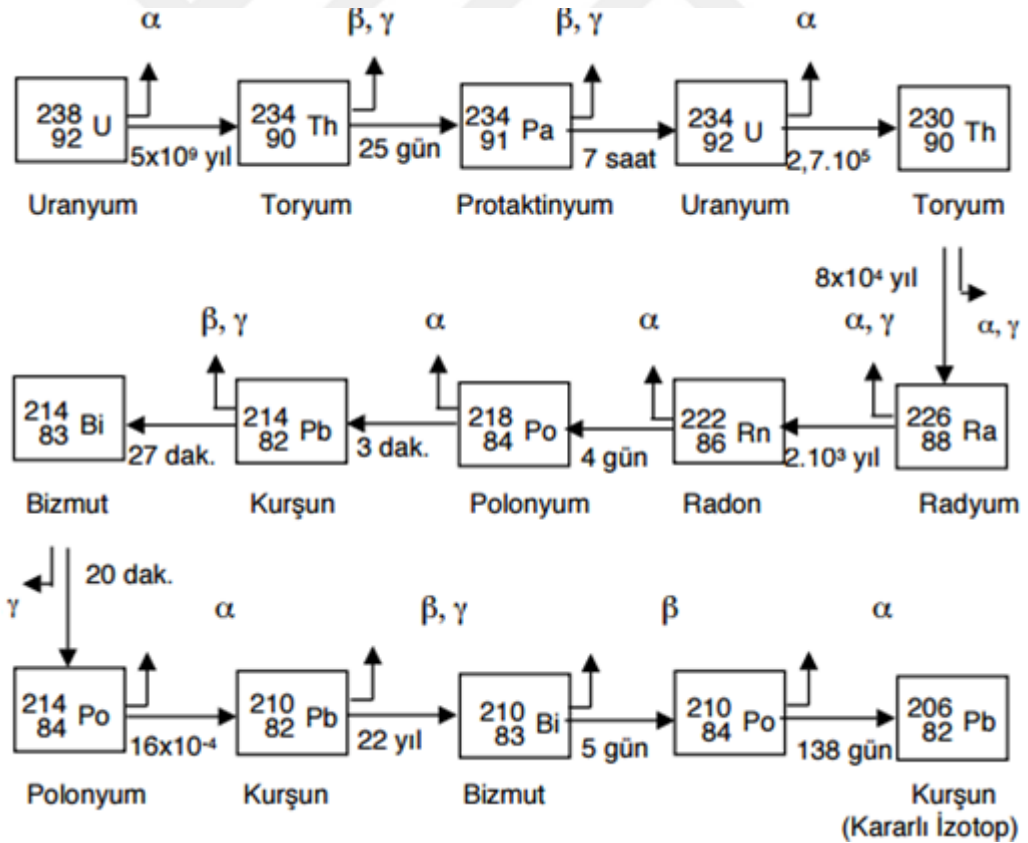 α β, γ β, γ α
238 92 U 234 90 Th 234 91 Pa 234 92 U 230 90 Th
5x10⁹ yıl 25 gün 7 saat 2,7.10⁵
Uranyum Toryum Protaktinyum Uranyum Toryum
8x10⁴ yıl
β, γ α α α, γ α, γ
214 83 Bi 214 82 Pb 218 84 Po 222 86 Rn 226 88 Ra
27 dak. 3 dak. 4 gün 2.10³ yıl
Bizmut Kurşun Polonyum Radon Radyum
20 dak.
γ α β, γ β α
214 84 Po 210 82 Pb 210 83 Bi 210 84 Po 206 82 Pb
16x10⁻⁴ 22 yıl 5 gün 138 gün
Polonyum Kurşun Bizmut Kurşun
(Kararlı İzotop)